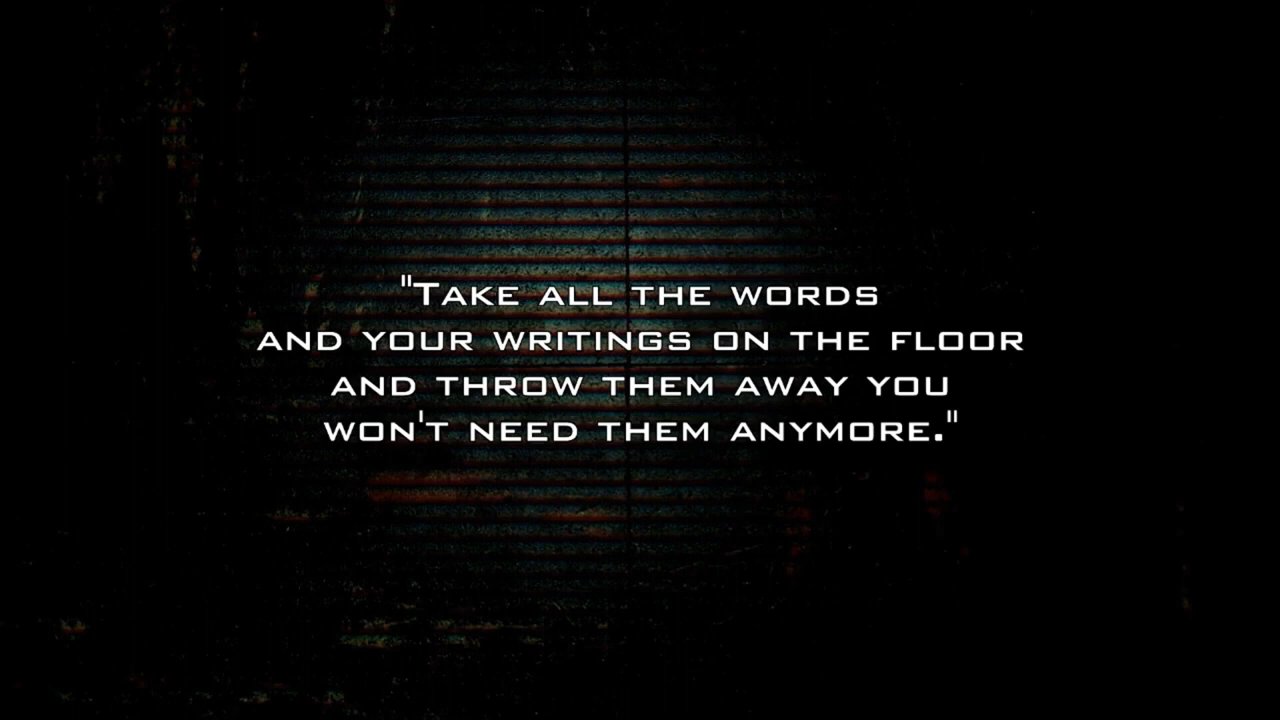 "Take all the words
and your writings on the floor
and throw them away you
won't need them anymore."